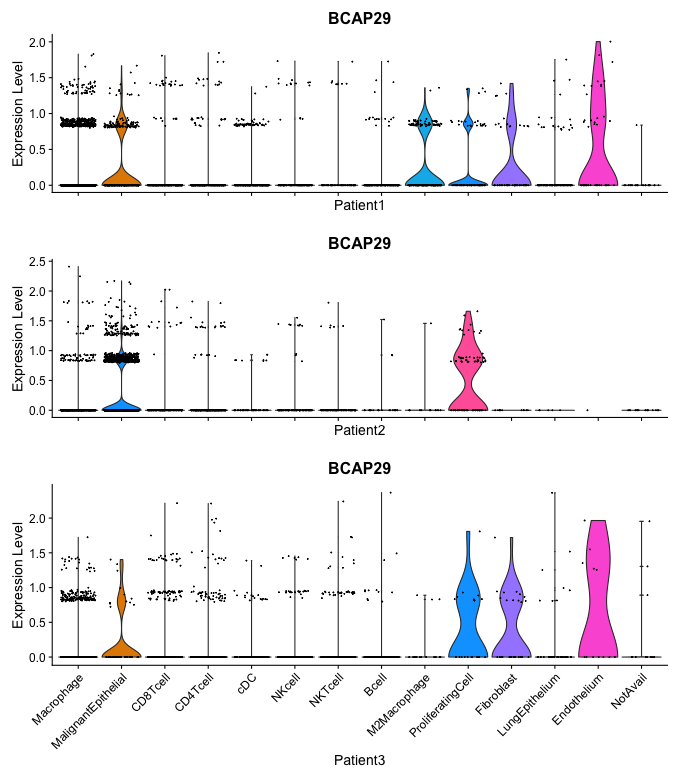 BCAP29
Expression Level
2.0
1.5
1.0
0.5
0.0
Patient1
BCAP29
Expression Level
2.5
2.0
1.5
1.0
0.5
0.0
Patient2
BCAP29
Expression Level
2.0
1.5
1.0
0.5
0.0
Macrophage
MalignantEpithelial
CD8Tcell
CD4Tcell
cDC
NKcell
NKTcell
Bcell
M2Macrophage
ProliferatingCell
Fibroblast
LungEpithelium
Endothelium
NotAvail
Patient3